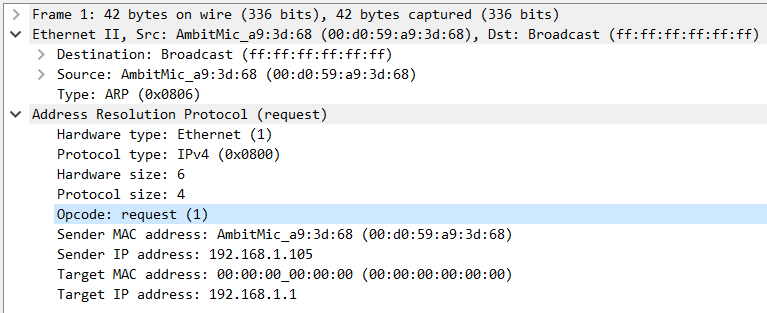 Frame 1: 42 bytes on wire (336 bits), 42 bytes captured (336 bits)
Ethernet II, Src: AmbitMic_a9:3d:68 (00:d0:59:a9:3d:68), Dst: Broadcast (ff:ff:ff:ff:ff:ff)
Destination: Broadcast (ff:ff:ff:ff:ff:ff)
Source: AmbitMic_a9:3d:68 (00:d0:59:a9:3d:68)
Type: ARP (0x0806)
Address Resolution Protocol (request)
Hardware type: Ethernet (1)
Protocol type: IPv4 (0x0800)
Hardware size: 6
Protocol size: 4
Opcode: request (1)
Sender MAC address: AmbitMic_a9:3d:68 (00:d0:59:a9:3d:68)
Sender IP address: 192.168.1.105
Target MAC address: 00:00:00_00:00:00 (00:00:00:00:00:00)
Target IP address: 192.168.1.1